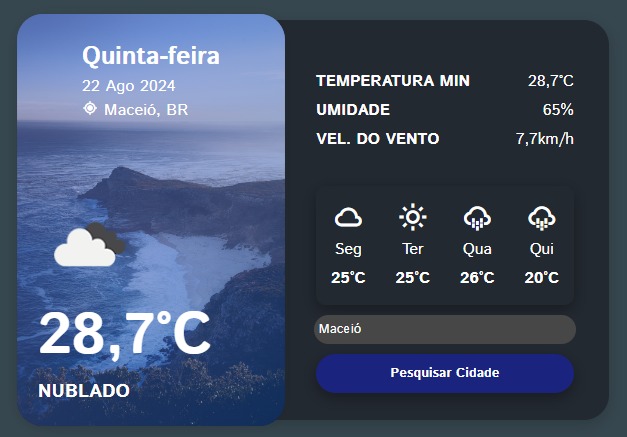 Quinta-feira
22 Ago 2024
Maceió, BR
28,7°C
NUBLADO
TEMPERATURA MIN 28,7°C
UMIDADE 65%
VEL. DO VENTO 7,7km/h
Seg Ter Qua Qui
25°C 25°C 26°C 20°C
Maceió
Pesquisar Cidade